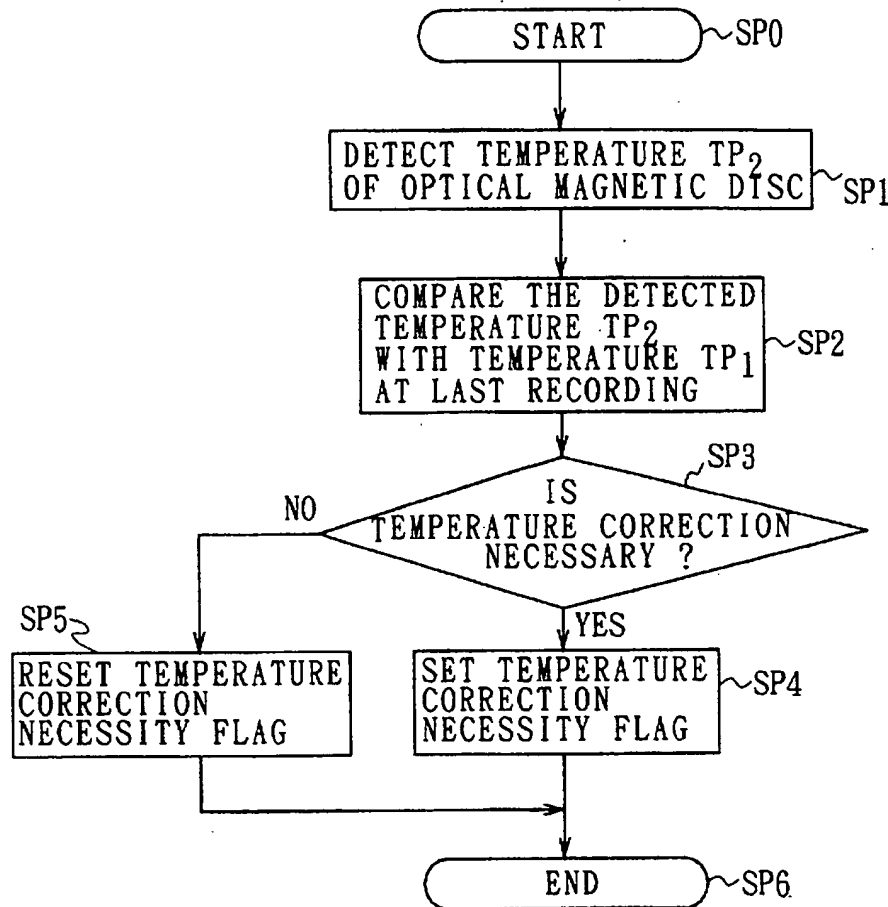 START
SP0
DETECT TEMPERATURE TP2
OF OPTICAL MAGNETIC DISC
SP1
COMPARE THE DETECTED
TEMPERATURE TP2
WITH TEMPERATURE TP1
AT LAST RECORDING
SP2
SP3
IS
TEMPERATURE CORRECTION
NECESSARY ?
NO
YES
SP5
RESET TEMPERATURE
CORRECTION
NECESSITY FLAG
SET TEMPERATURE
CORRECTION
NECESSITY FLAG
SP4
END
SP6